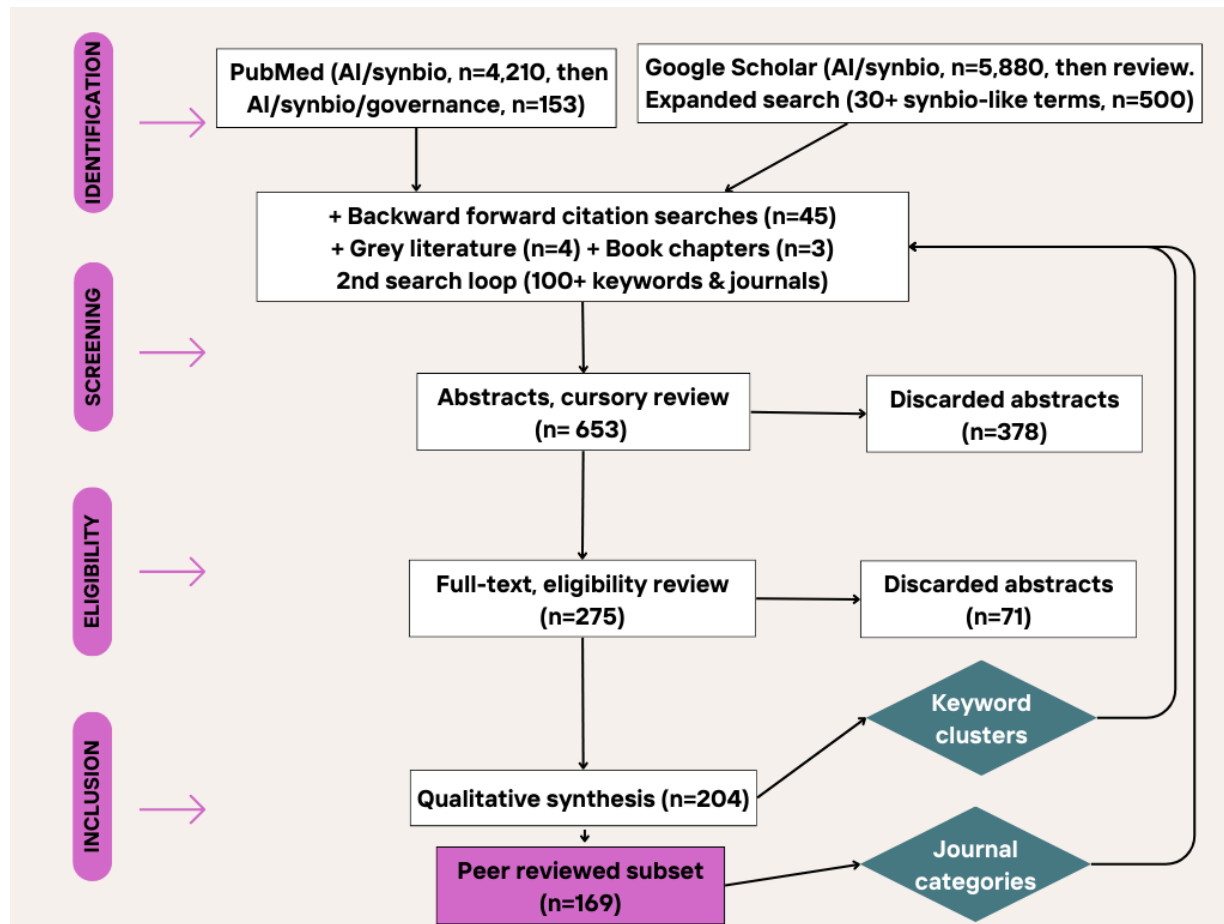 IDENTIFICATION
PubMed (AI/synbio, n=4,210, then
AI/synbio/governance, n=153)
Google Scholar (AI/synbio, n=5,880, then review.
Expanded search (30+ synbio-like terms, n=500)
+ Backward forward citation searches (n=45)
+ Grey literature (n=4) + Book chapters (n=3)
2nd search loop (100+ keywords & journals)
SCREENING
Abstracts, cursory review
(n= 653)
Discarded abstracts
(n=378)
ELIGIBILITY
Full-text, eligibility review
(n=275)
Discarded abstracts
(n=71)
Keyword
clusters
INCLUSION
Qualitative synthesis (n=204)
Peer reviewed subset
(n=169)
Journal
categories